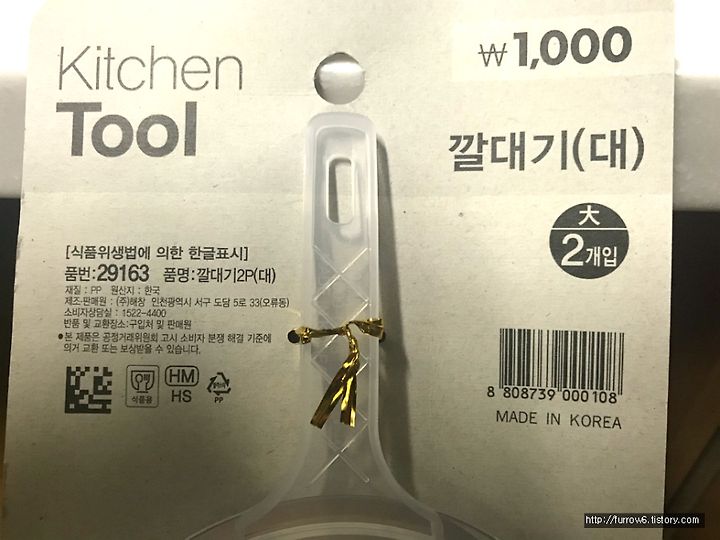 Kitchen
Tool
₩1,000
깔대기(대)
大
2개입
[식품위생법에 의한 한글표시]
품번:29163 품명:깔대기2P(대)
재질 : PP 원산지 : 한국
제조·판매원 : (주)해창 인천광역시 서구 도담 5로 33(오류동)
소비자상담실 : 1522-4400
반품 및 교환장소:구입처 및 판매원
●본 제품은 공정거래위원회 고시 소비자 분쟁 해결 기준에
의거 교환 또는 보상받을 수 있습니다.
식품용
HM
HS
PP
8 808739 000108
MADE IN KOREA
http://furrow6.tistory.com